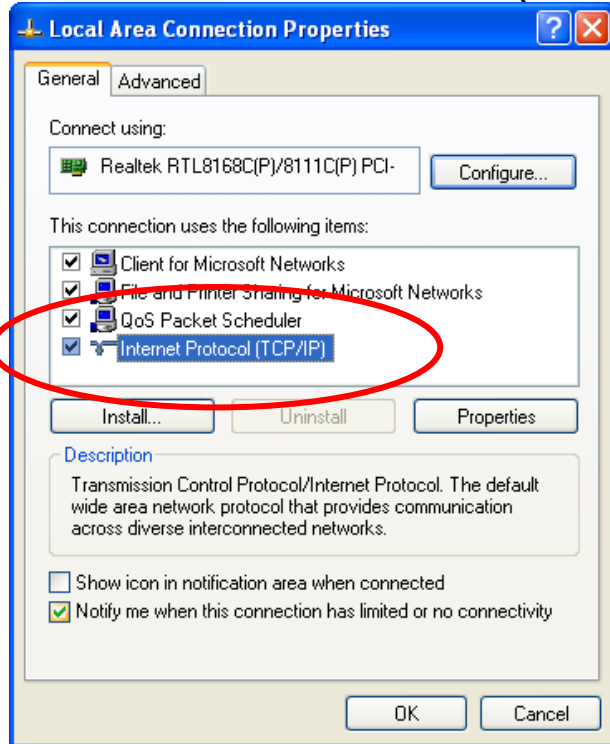 Local Area Connection Properties
General Advanced
Connect using:
Realtek RTL8168C(P)/8111C(P) PCI- Configure...
This connection uses the following items:
Client for Microsoft Networks
File and Printer Sharing for Microsoft Networks
QoS Packet Scheduler
Internet Protocol (TCP/IP)
Install... Uninstall Properties
Description
Transmission Control Protocol/Internet Protocol. The default
wide area network protocol that provides communication
across diverse interconnected networks.
Show icon in notification area when connected
Notify me when this connection has limited or no connectivity
OK Cancel